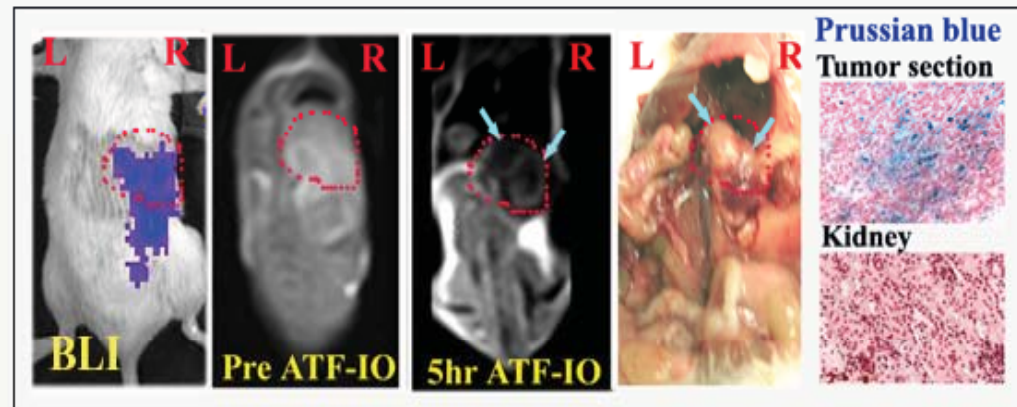 L R
BLI
L R
Pre ATF-IO
L R
5hr ATF-IO
L R
Prussian blue
Tumor section
Kidney